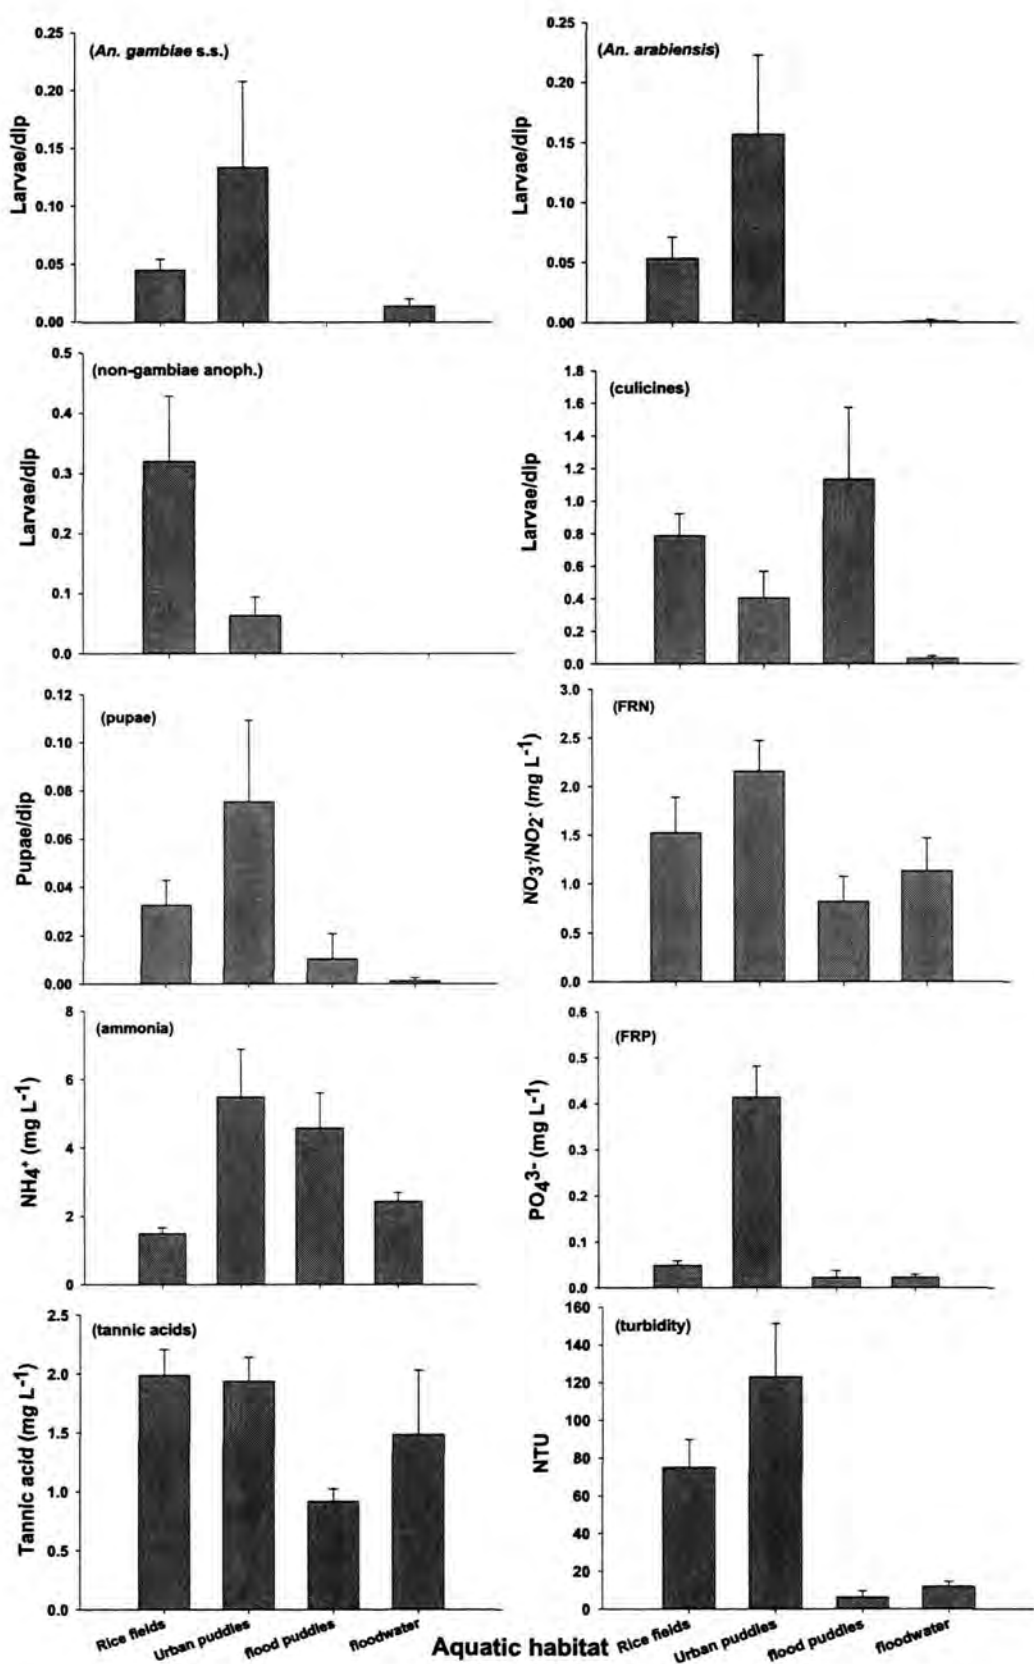 (An. gambiae s.s.)
Larvae/dip
0.25
0.20
0.15
0.10
0.05
0.00
(An. arabiensis)
Larvae/dip
0.25
0.20
0.15
0.10
0.05
0.00
(non-gambiae anoph.)
Larvae/dip
0.5
0.4
0.3
0.2
0.1
0.0
(culicines)
Larvae/dip
1.8
1.6
1.4
1.2
1.0
0.8
0.6
0.4
0.2
0.0
(pupae)
Pupae/dip
0.12
0.10
0.08
0.06
0.04
0.02
0.00
(FRN)
NO3-/NO2- (mg L-1)
3.0
2.5
2.0
1.5
1.0
0.5
0.0
(ammonia)
NH4+ (mg L-1)
8
6
4
2
0
(FRP)
PO43- (mg L-1)
0.6
0.5
0.4
0.3
0.2
0.1
0.0
(tannic acids)
Tannic acid (mg L-1)
2.5
2.0
1.5
1.0
0.5
0.0
(turbidity)
NTU
160
140
120
100
80
60
40
20
0
Rice fields
Urban puddles
flood puddles
floodwater
Aquatic habitat
Rice fields
Urban puddles
flood puddles
floodwater